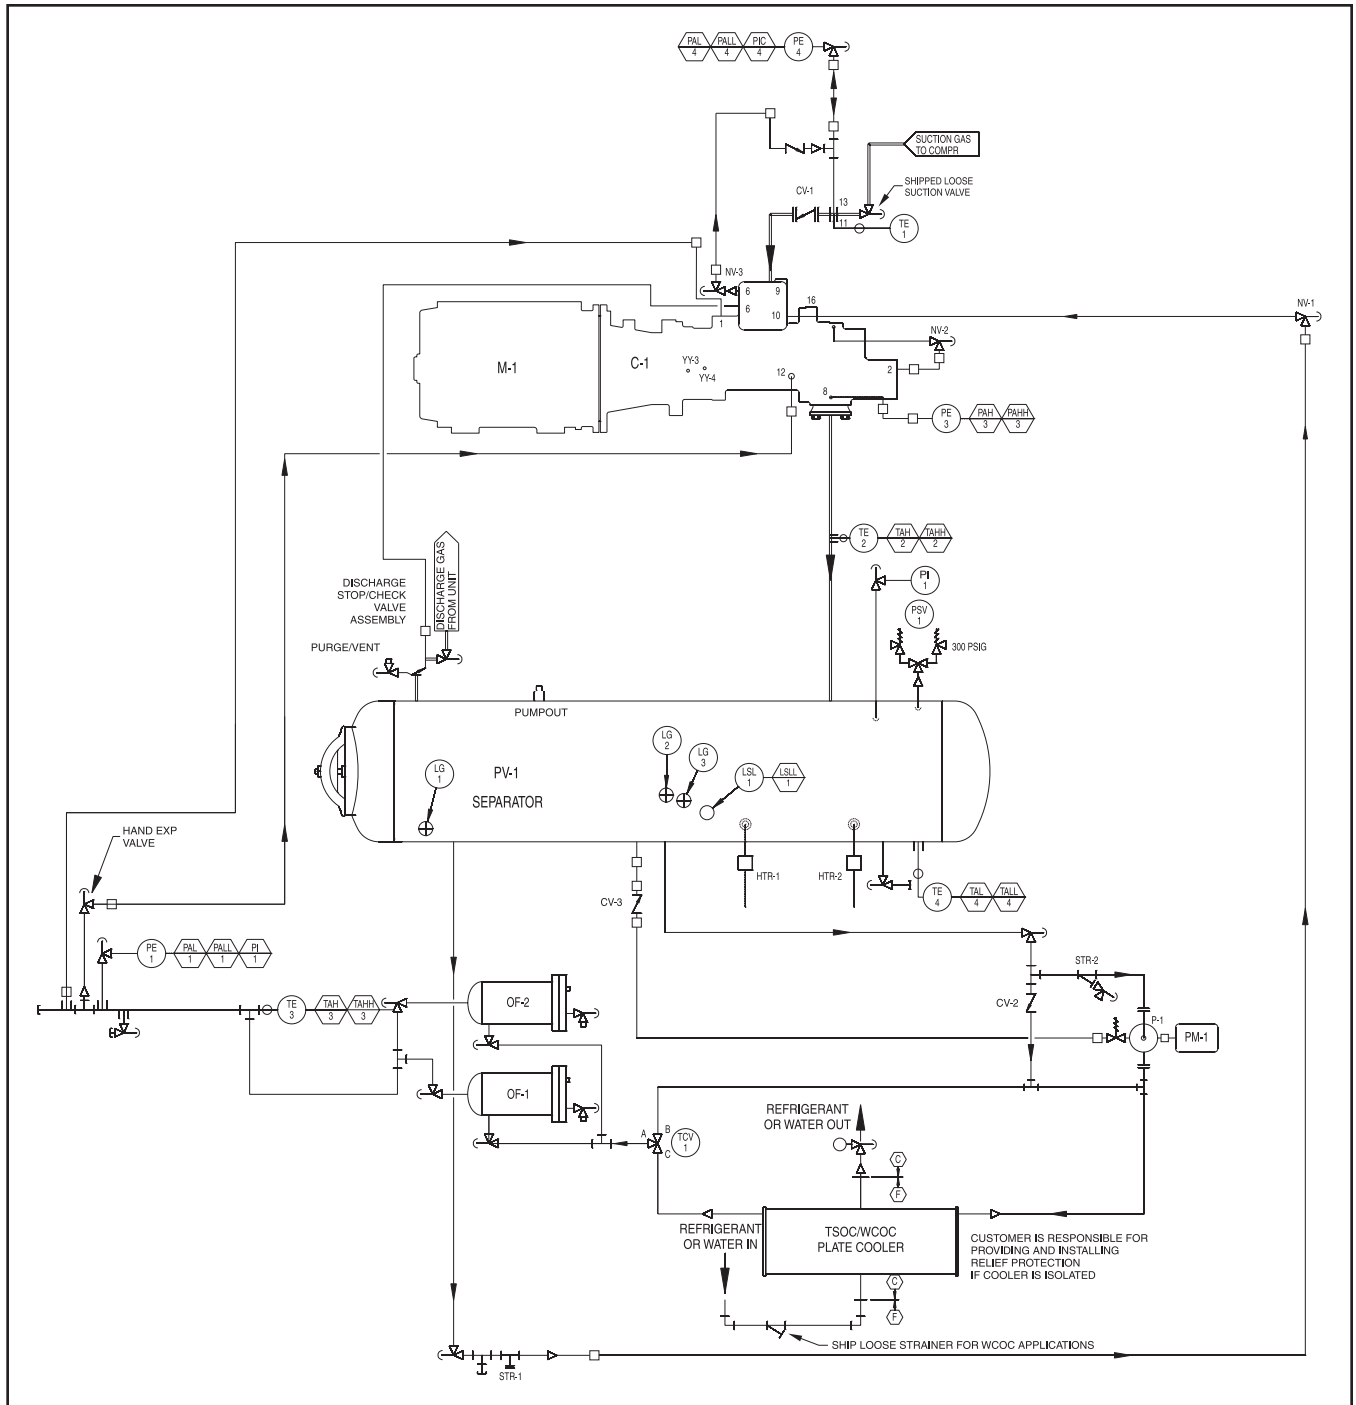 PAL
4
PALL
4
PIC
4
PE
4
SUCTION GAS
TO COMPR
SHIPPED LOOSE
SUCTION VALVE
CV-1
13
11
TE
1
NV-3
6
9
6
10
16
1
NV-1
NV-2
M-1
C-1
YY-3
YY-4
12
2
8
PE
3
PAH
3
PAHH
3
TE
2
TAH
2
TAHH
2
DISCHARGE GAS
FROM UNIT
DISCHARGE
STOP/CHECK
VALVE
ASSEMBLY
PI
1
PSV
1
300 PSIG
PURGE/VENT
PUMPOUT
LG
2
LG
3
LG
1
PV-1
SEPARATOR
LSL
1
LSLL
1
HAND EXP
VALVE
HTR-1
HTR-2
TE
4
TAL
4
TALL
4
CV-3
PE
1
PAL
1
PALL
1
PI
1
STR-2
CV-2
TE
3
TAH
3
TAHH
3
OF-2
P-1
PM-1
OF-1
REFRIGERANT
OR WATER OUT
A
B
C
TCV
1
C
F
REFRIGERANT
OR WATER IN
TSOC/WCOC
PLATE COOLER
CUSTOMER IS RESPONSIBLE FOR
PROVIDING AND INSTALLING
RELIEF PROTECTION
IF COOLER IS ISOLATED
C
F
SHIP LOOSE STRAINER FOR WCOC APPLICATIONS
STR-1